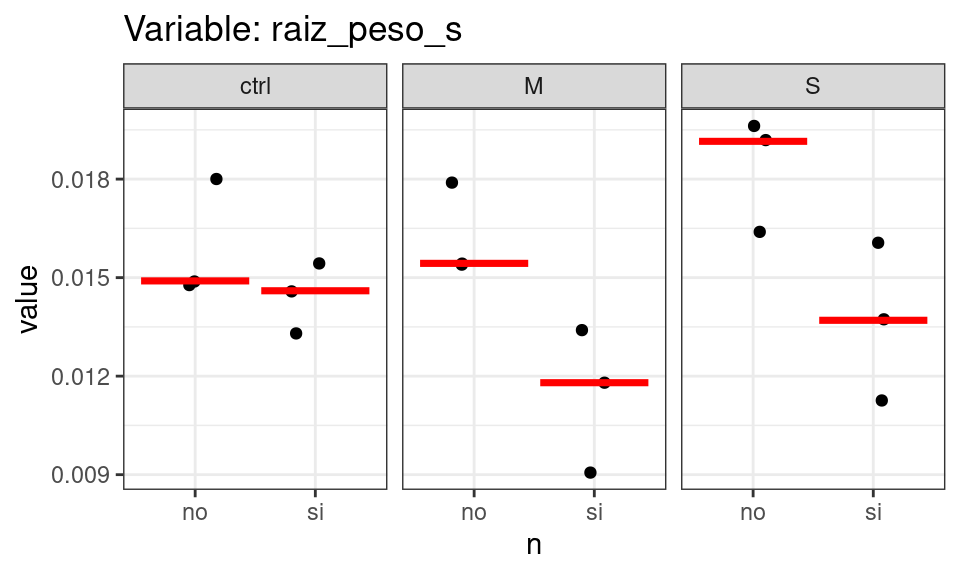 Variable: raiz_peso_s
ctrl M S
value
0.018
0.015
0.012
0.009
no si no si no si
n